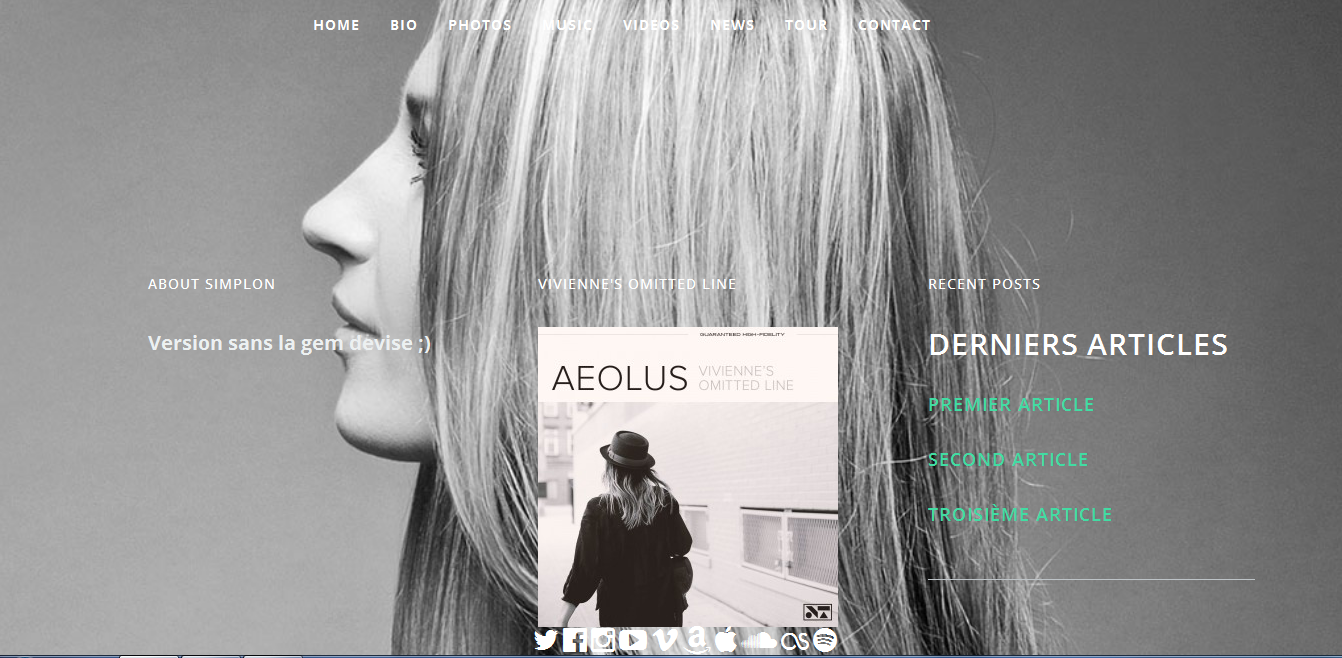 HOME BIO PHOTOS MUSIC VIDEOS NEWS TOUR CONTACT
ABOUT SIMPLON
Version sans la gem devise ;)
VIVIENNE'S OMITTED LINE
GUARANTEED HIGH-FIDELITY
AEOLUS
VIVIENNE'S
OMITTED LINE
RECENT POSTS
DERNIERS ARTICLES
PREMIER ARTICLE
SECOND ARTICLE
TROISIÈME ARTICLE